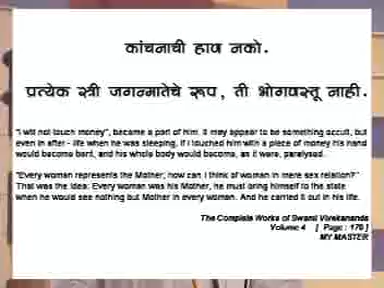 कांचनाची हाव नको.
प्रत्येक स्त्री जगन्मातेचे रूप, ती भोगवस्तू नाही.
"I will not touch money", became a part of him. It may appear to be something occult, but
even in after - life when he was sleeping, if I touched him with a piece of money his hand
would become bent, and his whole body would become, as it were, paralysed.
"Every woman represents the Mother; how can I think of woman in mere sex relation?"
That was the idea: Every woman was his Mother, he must bring himself to the state
when he would see nothing but Mother in every woman. And he carried it out in his life.
The Complete Works of Swami Vivekananda
Volume 4 [ Page : 176 ]
MY MASTER